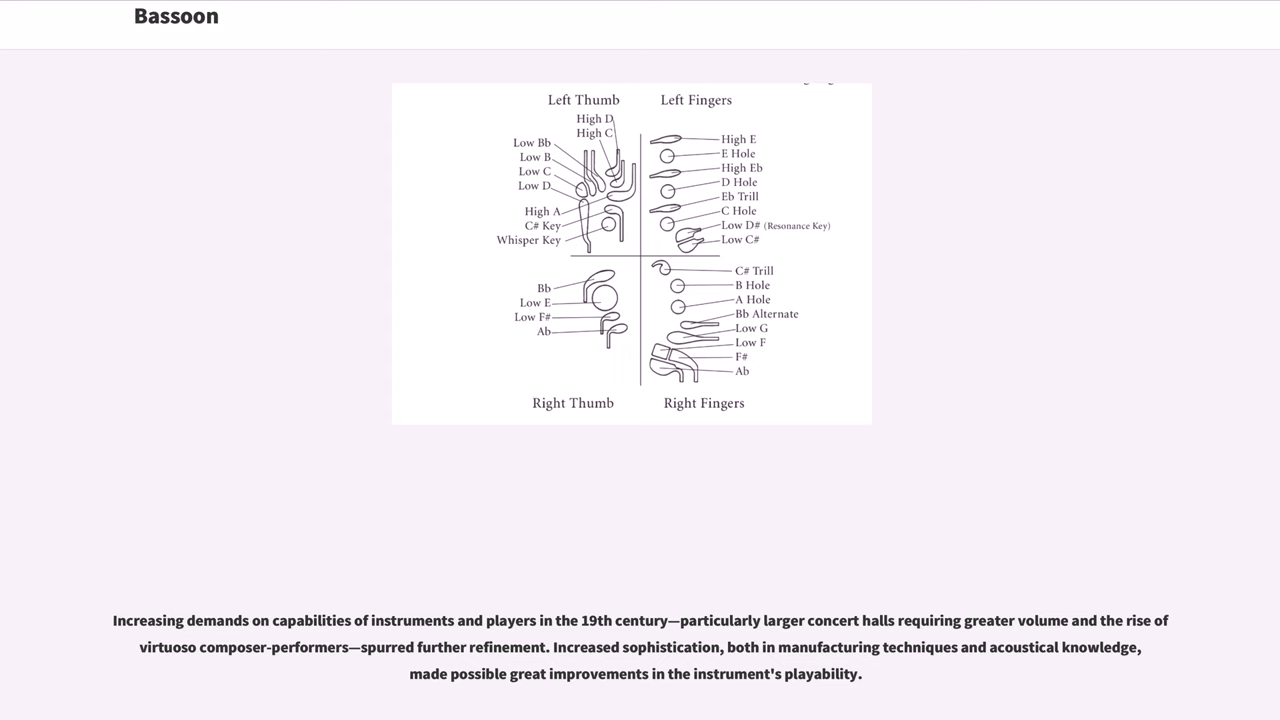 Bassoon
Left Thumb
Left Fingers
High D
High C
Low Bb
Low B
Low C
Low D
High A
C# Key
Whisper Key
High E
E Hole
High Eb
D Hole
Eb Trill
C Hole
Low D# (Resonance Key)
Low C#
Bb
Low E
Low F#
Ab
C# Trill
B Hole
A Hole
Bb Alternate
Low G
Low F
F#
Ab
Right Thumb
Right Fingers
Increasing demands on capabilities of instruments and players in the 19th century—particularly larger concert halls requiring greater volume and the rise of
virtuoso composer-performers—spurred further refinement. Increased sophistication, both in manufacturing techniques and acoustical knowledge,
made possible great improvements in the instrument's playability.